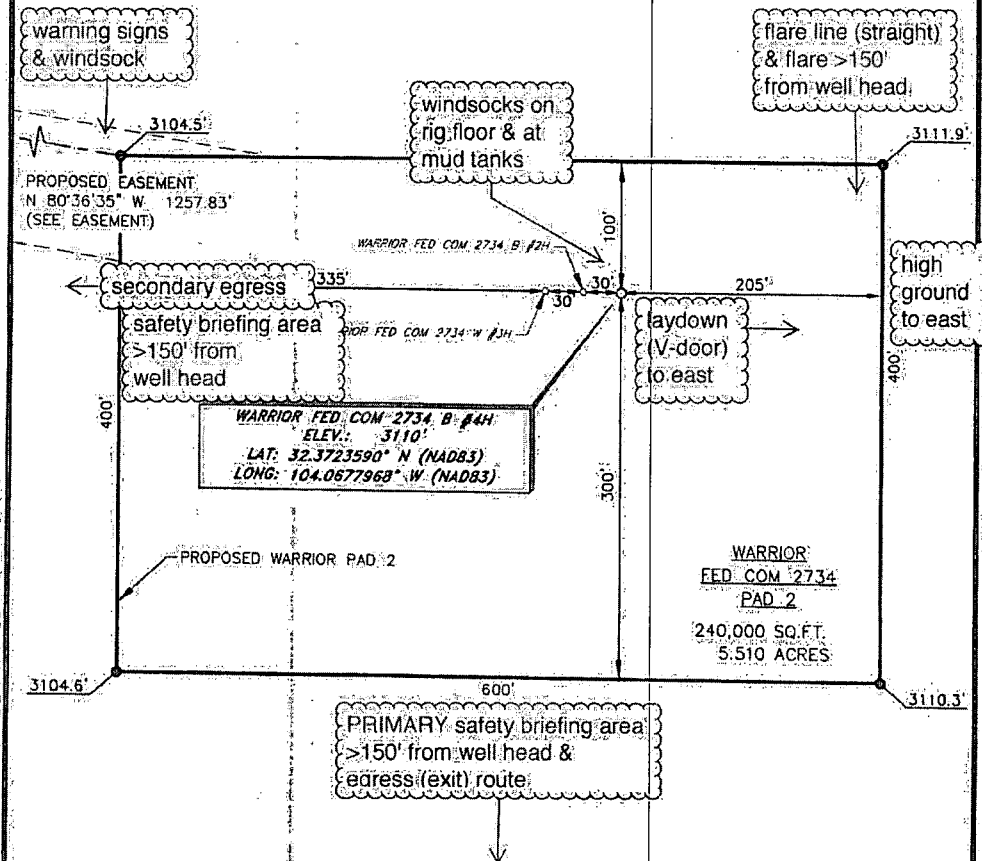 warning signs
& windsock
flare line (straight)
& flare >150'
from well head
windsocks on
rig floor & at
mud tanks
3104.5'
3111.9'
PROPOSED EASEMENT
N 80°36'35" W 1257.83'
(SEE EASEMENT)
100'
WARRIOR FED COM 2734 B #2H
high
ground
to east
secondary egress
335'
30'
30'
205'
safety briefing area
>150' from
well head
RIOR FED COM 2734 W #3H
laydown
(V-door)
to east
400'
400'
WARRIOR FED COM 2734 B #4H
ELEV.: 3110'
LAT: 32.3723590° N (NAD83)
LONG: 104.0677968° W (NAD83)
300'
PROPOSED WARRIOR PAD 2
WARRIOR
FED COM 2734
PAD 2
240,000 SQ.FT.
5.510 ACRES
3104.6'
600'
3110.3'
PRIMARY safety briefing area
>150' from well head &
egress (exit) route